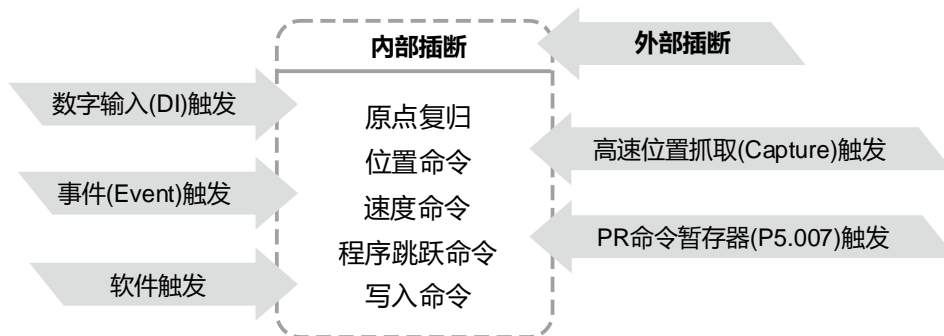 内部插断
外部插断
数字输入(DI)触发
原点复归
位置命令
高速位置抓取(Capture)触发
事件(Event)触发
速度命令
PR命令暂存器(P5.007)触发
程序跳跃命令
软件触发
写入命令